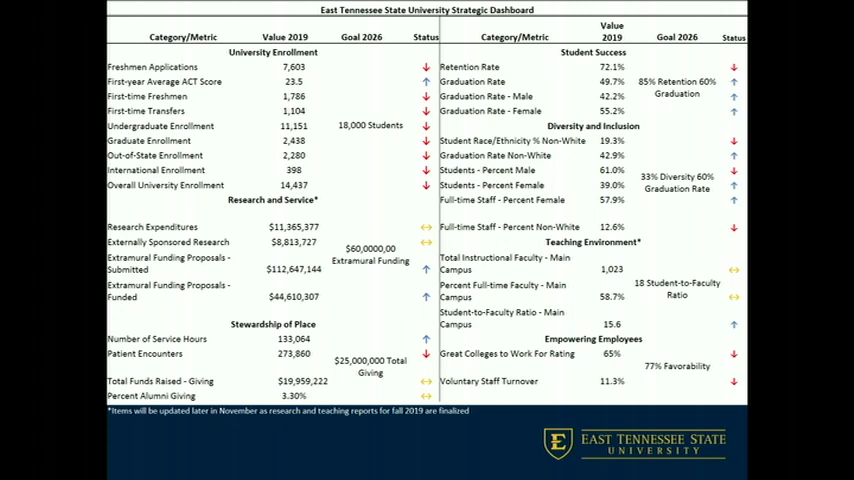 East Tennessee State University Strategic Dashboard
Category/Metric Value 2019 Goal 2026 Status
University Enrollment
Freshmen Applications 7,603 ↓
First-year Average ACT Score 23.5 ↑
First-time Freshmen 1,786 ↓
First-time Transfers 1,104 ↓
Undergraduate Enrollment 11,151 18,000 Students ↓
Graduate Enrollment 2,438 ↓
Out-of-State Enrollment 2,280 ↓
International Enrollment 398 ↓
Overall University Enrollment 14,437 ↓
Research and Service*
Research Expenditures $11,365,377 ↔
Externally Sponsored Research $8,813,727 ↔
$60,0000,00
Extramural Funding
Extramural Funding Proposals -
Submitted $112,647,144 ↑
Extramural Funding Proposals -
Funded $44,610,307 ↑
Stewardship of Place
Number of Service Hours 133,064 ↑
Patient Encounters 273,860 ↓
$25,000,000 Total
Giving
Total Funds Raised - Giving $19,959,222 ↔
Percent Alumni Giving 3.30% ↔
Value
Category/Metric 2019 Goal 2026 Status
Student Success
Retention Rate 72.1% ↓
Graduation Rate 49.7% 85% Retention 60% ↑
Graduation
Graduation Rate - Male 42.2% ↑
Graduation Rate - Female 55.2% ↑
Diversity and Inclusion
Student Race/Ethnicity % Non-White 19.3% ↓
Graduation Rate Non-White 42.9% ↑
Students - Percent Male 61.0% ↓
33% Diversity 60%
Graduation Rate
Students - Percent Female 39.0% ↑
Full-time Staff - Percent Female 57.9% ↑
Full-time Staff - Percent Non-White 12.6% ↓
Teaching Environment*
Total Instructional Faculty - Main
Campus 1,023 ↔
Percent Full-time Faculty - Main
Campus 58.7% ↔
18 Student-to-Faculty
Ratio
Student-to-Faculty Ratio - Main
Campus 15.6 ↑
Empowering Employees
Great Colleges to Work For Rating 65% ↓
77% Favorability
Voluntary Staff Turnover 11.3% ↓
*Items will be updated later in November as research and teaching reports for fall 2019 are finalized
E
EAST TENNESSEE STATE
UNIVERSITY